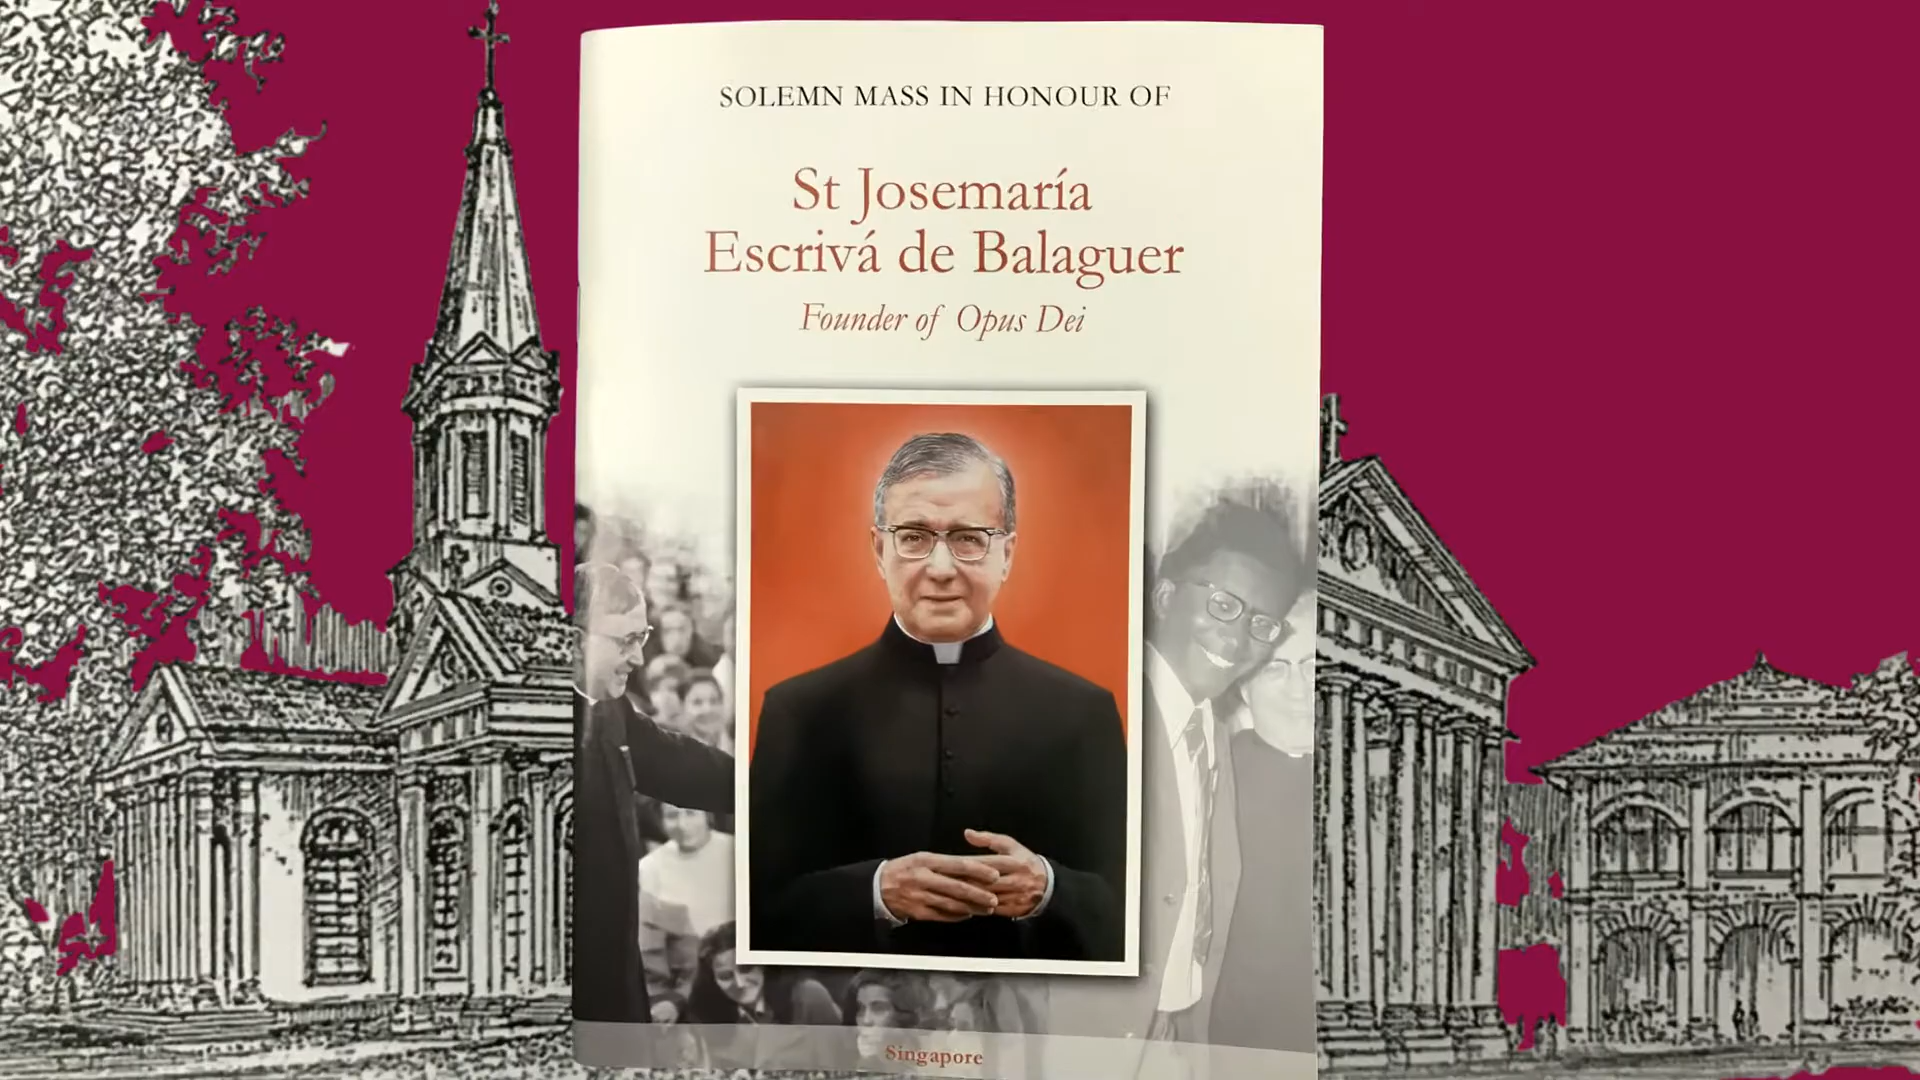 SOLEMN MASS IN HONOUR OF
St Josemaría
Escrivá de Balaguer
Founder of Opus Dei
Singapore